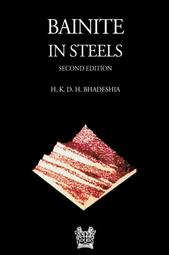 BAINITE
IN STEELS
SECOND EDITION
H. K. D. H. BHADESHIA